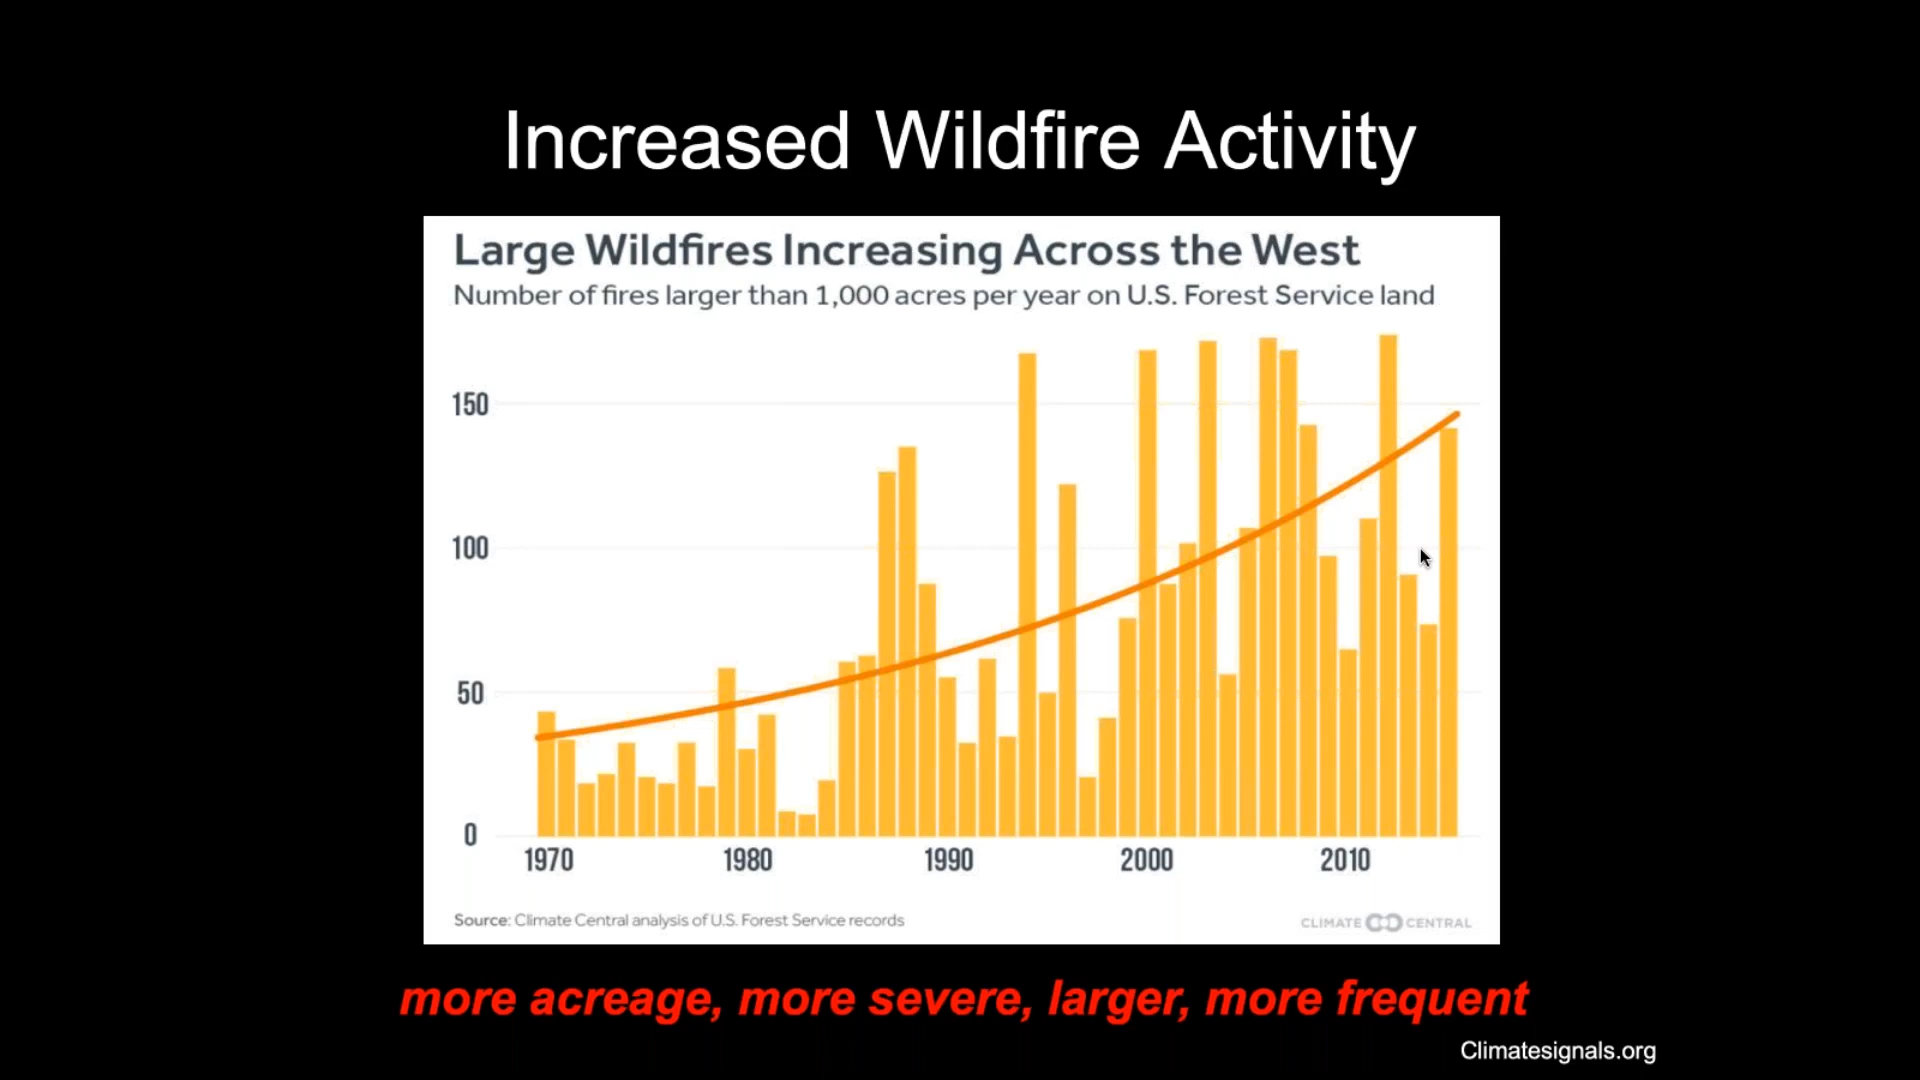 Increased Wildfire Activity
Large Wildfires Increasing Across the West
Number of fires larger than 1,000 acres per year on U.S. Forest Service land
150
100
50
0
1970 1980 1990 2000 2010
Source: Climate Central analysis of U.S. Forest Service records
CLIMATE CENTRAL
more acreage, more severe, larger, more frequent
Climatesignals.org